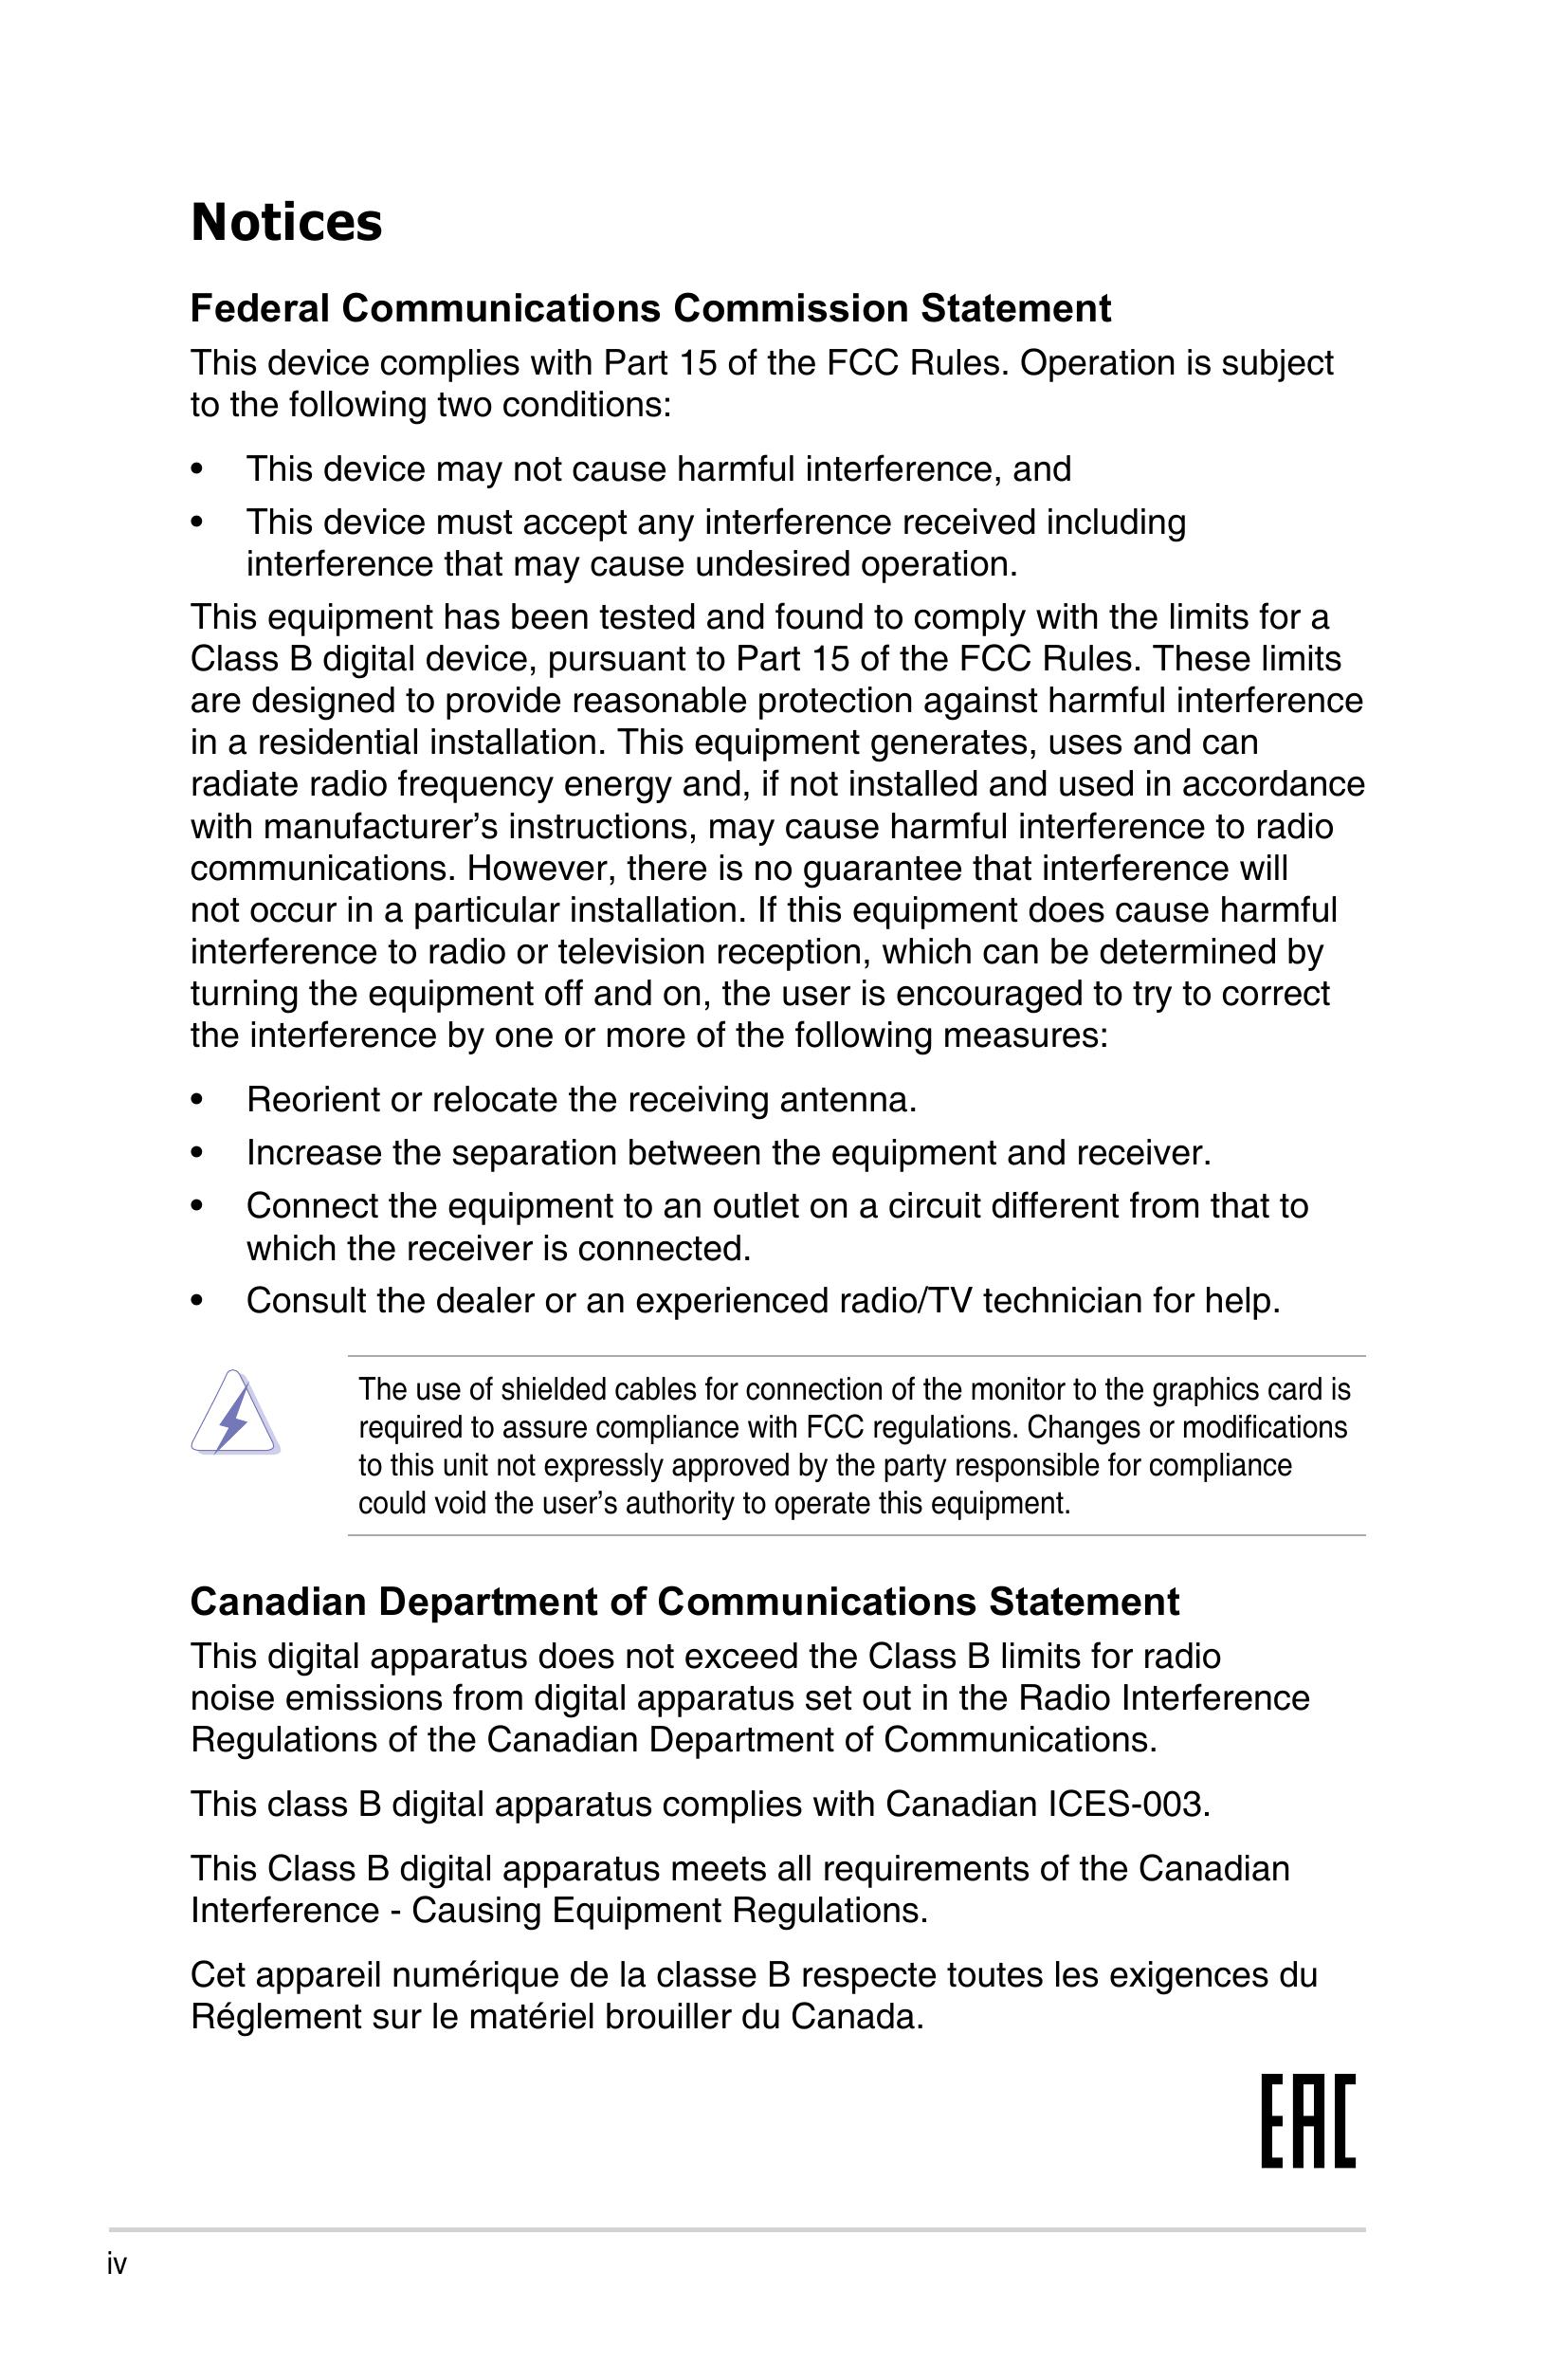 Notices
Federal Communications Commission Statement
This device complies with Part 15 of the FCC Rules. Operation is subject
to the following two conditions:
• This device may not cause harmful interference, and
• This device must accept any interference received including
interference that may cause undesired operation.
This equipment has been tested and found to comply with the limits for a
Class B digital device, pursuant to Part 15 of the FCC Rules. These limits
are designed to provide reasonable protection against harmful interference
in a residential installation. This equipment generates, uses and can
radiate radio frequency energy and, if not installed and used in accordance
with manufacturer’s instructions, may cause harmful interference to radio
communications. However, there is no guarantee that interference will
not occur in a particular installation. If this equipment does cause harmful
interference to radio or television reception, which can be determined by
turning the equipment off and on, the user is encouraged to try to correct
the interference by one or more of the following measures:
• Reorient or relocate the receiving antenna.
• Increase the separation between the equipment and receiver.
• Connect the equipment to an outlet on a circuit different from that to
which the receiver is connected.
• Consult the dealer or an experienced radio/TV technician for help.
The use of shielded cables for connection of the monitor to the graphics card is
required to assure compliance with FCC regulations. Changes or modifications
to this unit not expressly approved by the party responsible for compliance
could void the user’s authority to operate this equipment.
Canadian Department of Communications Statement
This digital apparatus does not exceed the Class B limits for radio
noise emissions from digital apparatus set out in the Radio Interference
Regulations of the Canadian Department of Communications.
This class B digital apparatus complies with Canadian ICES-003.
This Class B digital apparatus meets all requirements of the Canadian
Interference - Causing Equipment Regulations.
Cet appareil numérique de la classe B respecte toutes les exigences du
Réglement sur le matériel brouiller du Canada.
EAC
iv